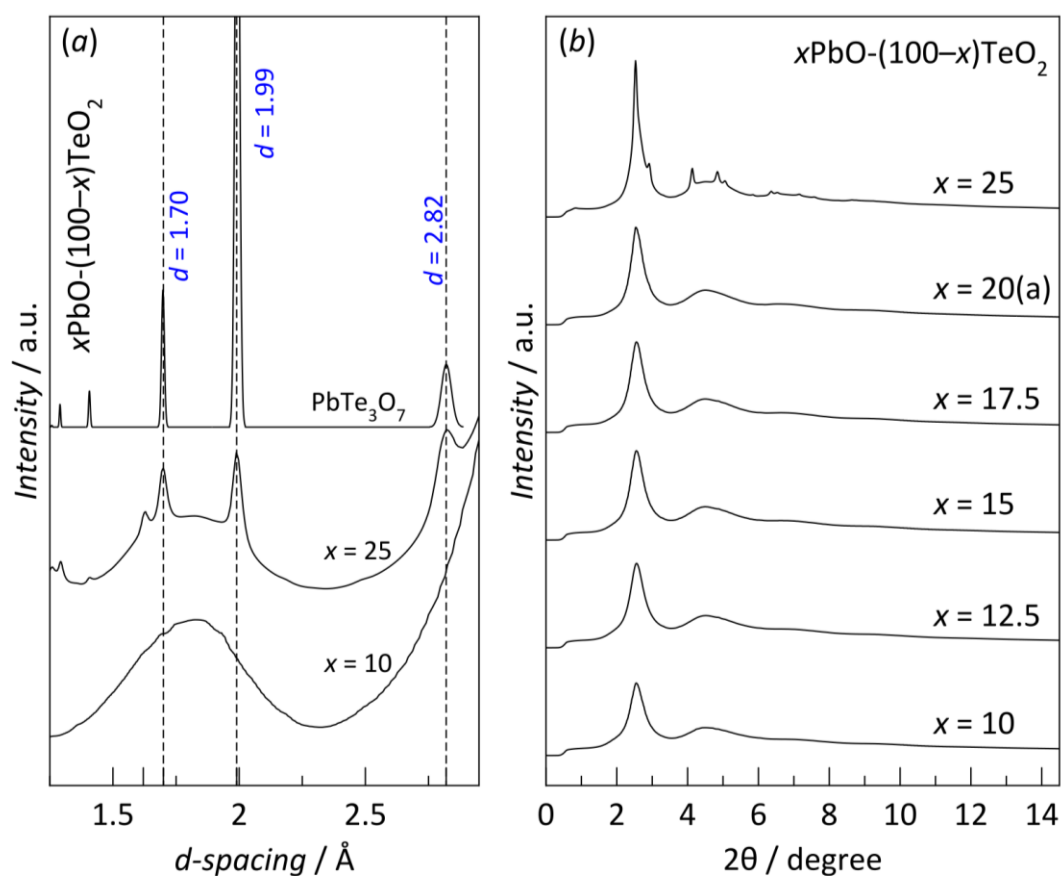 (a)
xPbO-(100–x)TeO₂
d = 1.70
d = 1.99
d = 2.82
PbTe₃O₇
x = 25
x = 10
Intensity / a.u.
1.5 2 2.5
d-spacing / Å
(b)
xPbO-(100–x)TeO₂
x = 25
x = 20(a)
x = 17.5
x = 15
x = 12.5
x = 10
Intensity / a.u.
0 2 4 6 8 10 12 14
2θ / degree